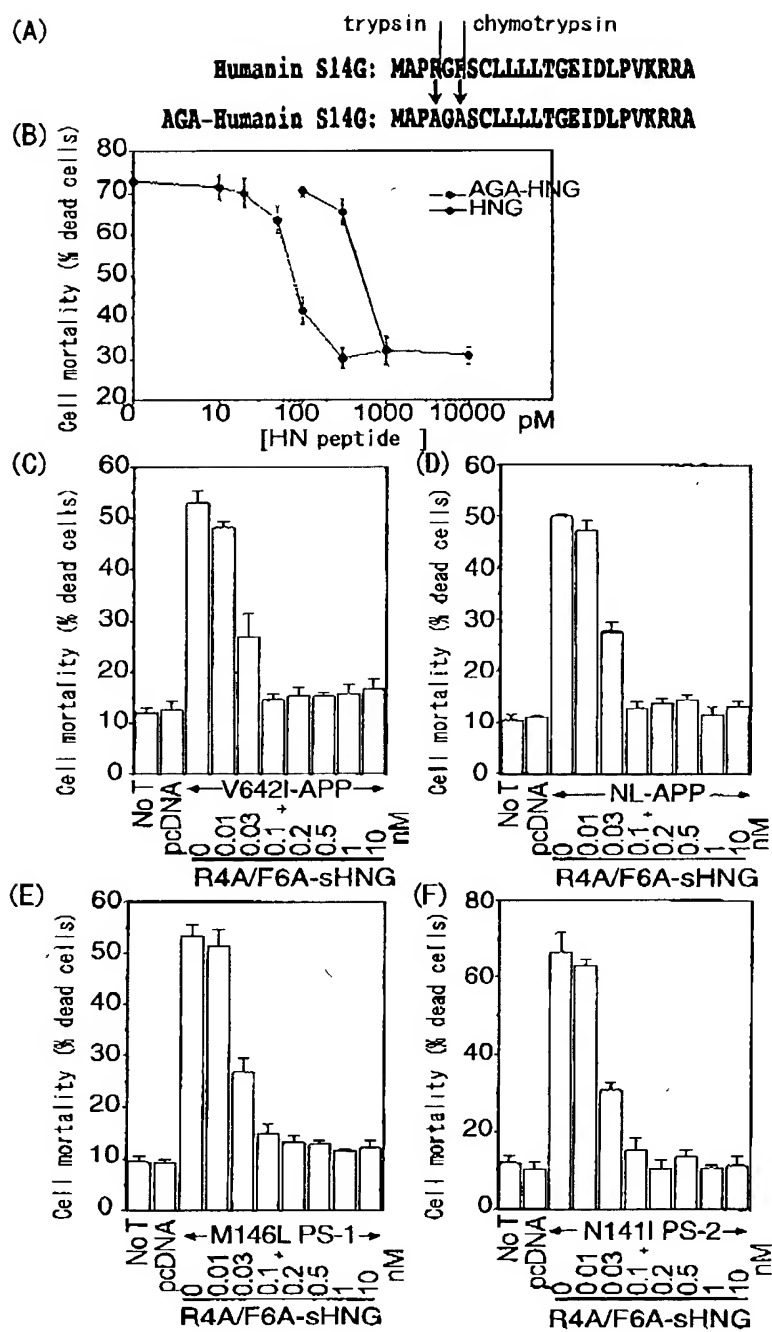 (A)
trypsin chymotrypsin
Humanin S14G: MAPRGFSCLLLLTGEIDLPVKRRA
AGA-Humanin S14G: MAPAGASCLLLLTGEIDLPVKRRA
(B)
Cell mortality (% dead cells)
80
70
60
50
40
30
20
AGA-HNG
HNG
0 10 100 1000 10000 pM
[HN peptide ]
(C)
Cell mortality (% dead cells)
60
50
40
30
20
10
0
No T
pcDNA
V642I-APP
0 0.01 0.03 0.1 0.2 0.5 1 10 nM
R4A/F6A-sHNG
(D)
Cell mortality (% dead cells)
60
50
40
30
20
10
0
No T
pcDNA
NL-APP
0 0.01 0.03 0.1 0.2 0.5 1 10 nM
R4A/F6A-sHNG
(E)
Cell mortality (% dead cells)
60
50
40
30
20
10
0
No T
pcDNA
M146L PS-1
0 0.01 0.03 0.1 0.2 0.5 1 10 nM
R4A/F6A-sHNG
(F)
Cell mortality (% dead cells)
80
60
40
20
0
No T
pcDNA
N141I PS-2
0 0.01 0.03 0.1 0.2 0.5 1 10 nM
R4A/F6A-sHNG